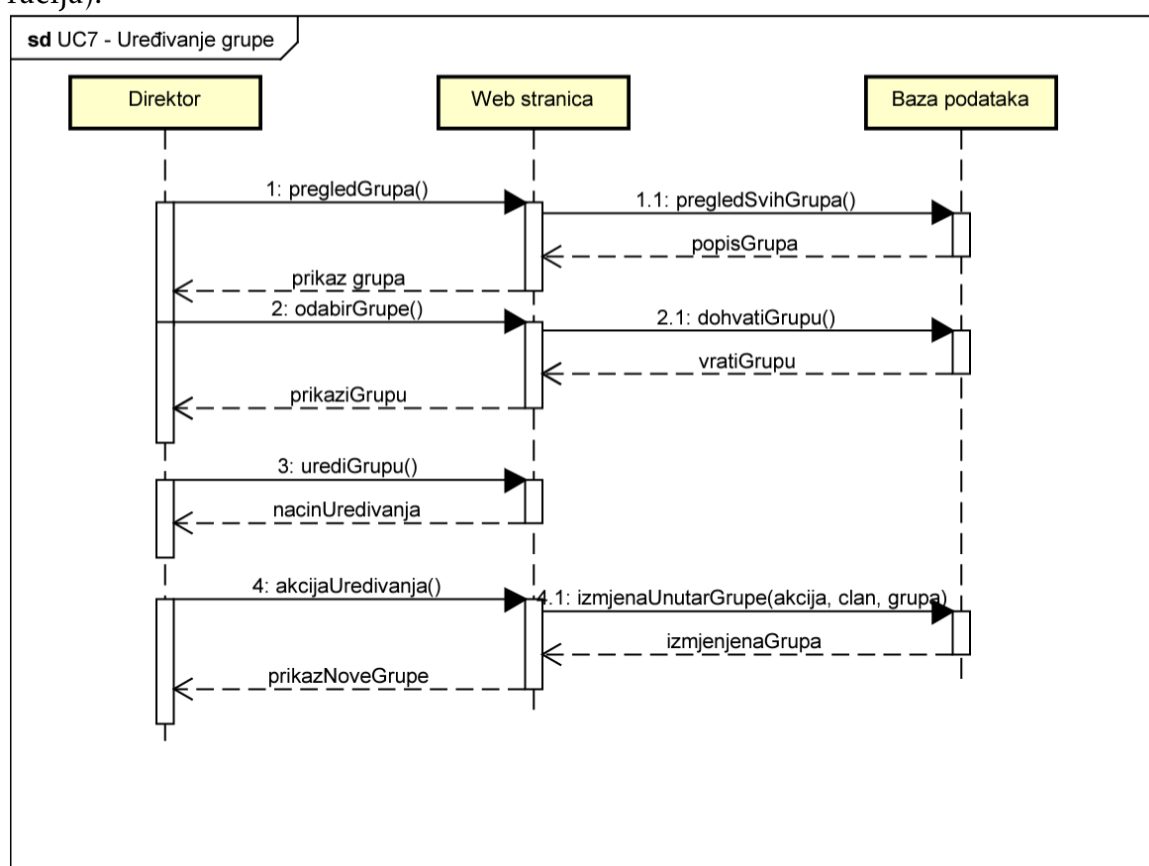 racija).
sd UC7 - Uređivanje grupe
Direktor
Web stranica
Baza podataka
1: pregledGrupa()
1.1: pregledSvihGrupa()
popisGrupa
prikaz grupa
2: odabirGrupe()
2.1: dohvatiGrupu()
vratiGrupu
prikaziGrupu
3: urediGrupu()
nacinUredivanja
4: akcijaUredivanja()
4.1: izmjenaUnutarGrupe(akcija, clan, grupa)
izmjenjenaGrupa
prikazNoveGrupe